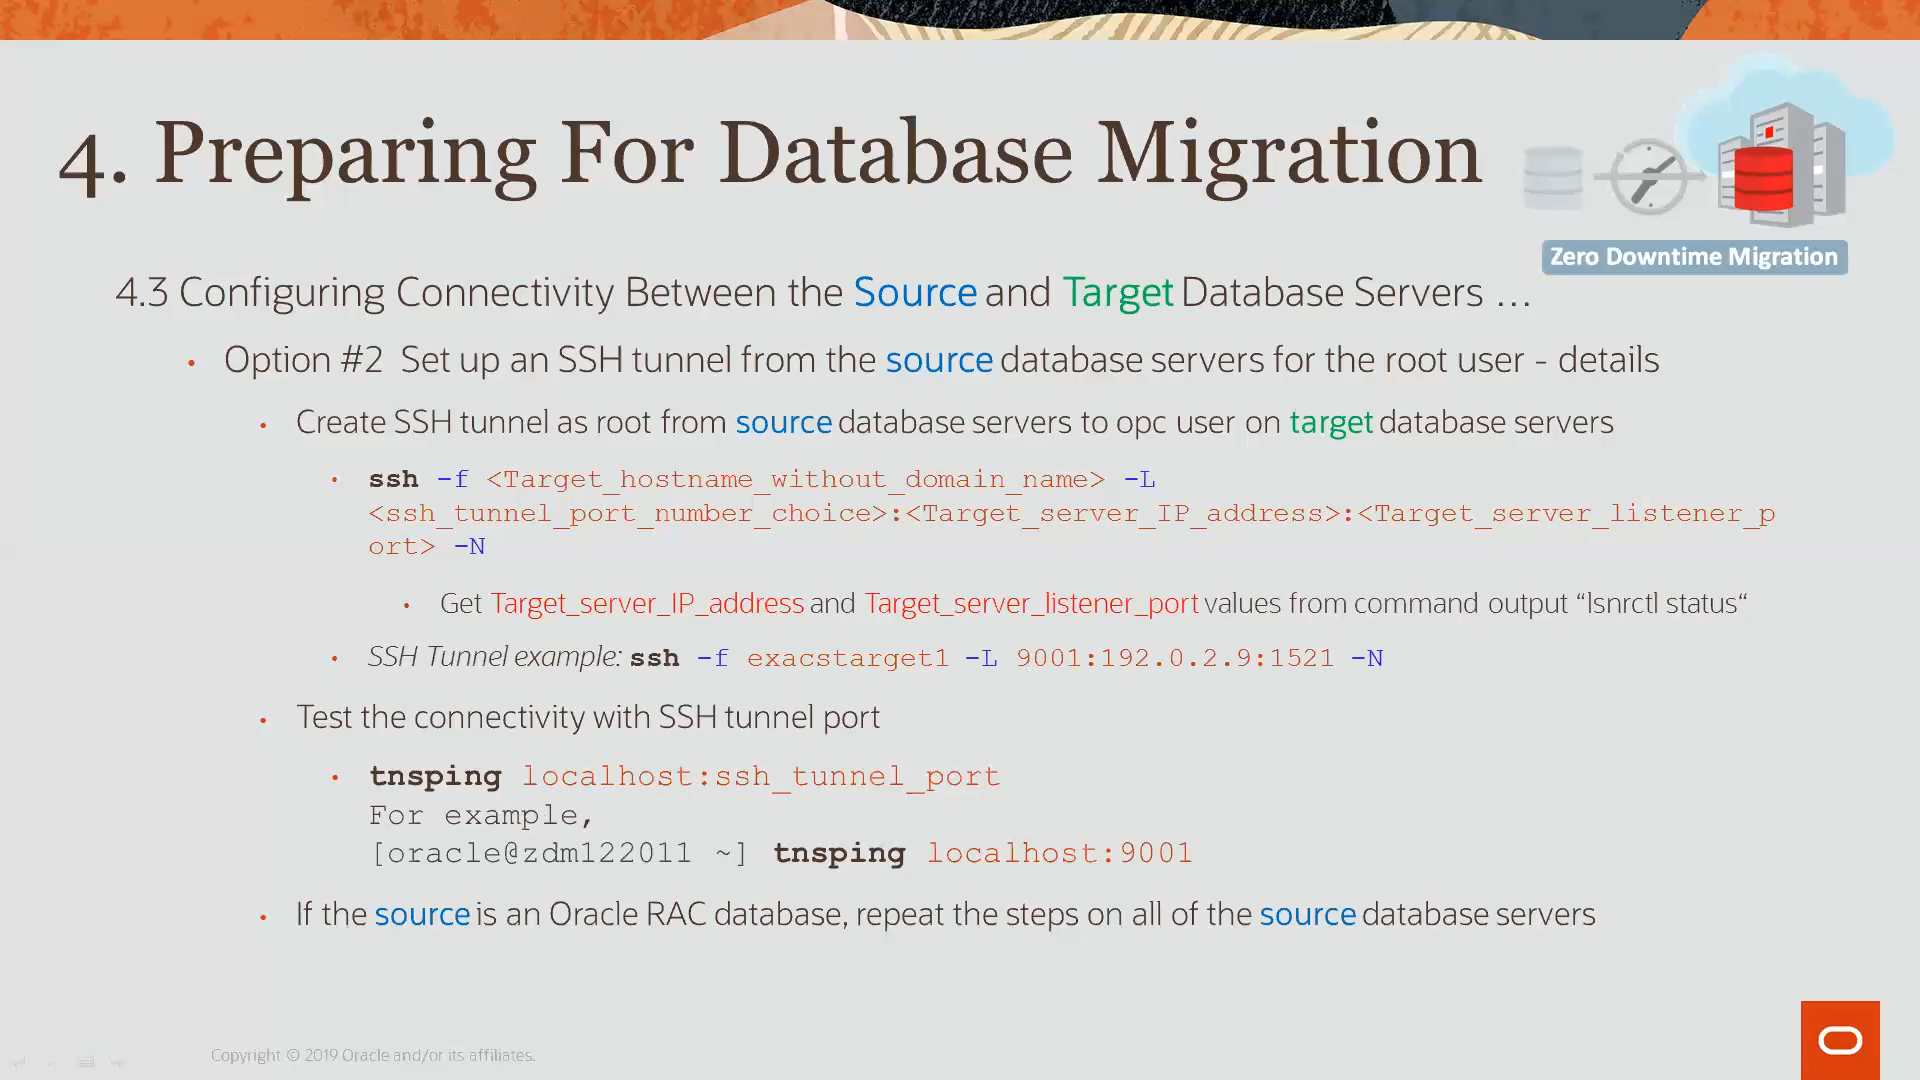 4. Preparing For Database Migration
Zero Downtime Migration
4.3 Configuring Connectivity Between the Source and Target Database Servers ...
• Option #2 Set up an SSH tunnel from the source database servers for the root user - details
• Create SSH tunnel as root from source database servers to opc user on target database servers
• ssh -f <Target_hostname_without_domain_name> -L
<ssh_tunnel_port_number_choice>:<Target_server_IP_address>:<Target_server_listener_p
ort> -N
• Get Target_server_IP_address and Target_server_listener_port values from command output “lsnrctl status“
• SSH Tunnel example: ssh -f exacstarget1 -L 9001:192.0.2.9:1521 -N
• Test the connectivity with SSH tunnel port
• tnsping localhost:ssh_tunnel_port
For example,
[oracle@zdm122011 ~] tnsping localhost:9001
• If the source is an Oracle RAC database, repeat the steps on all of the source database servers
Copyright © 2019 Oracle and/or its affiliates.